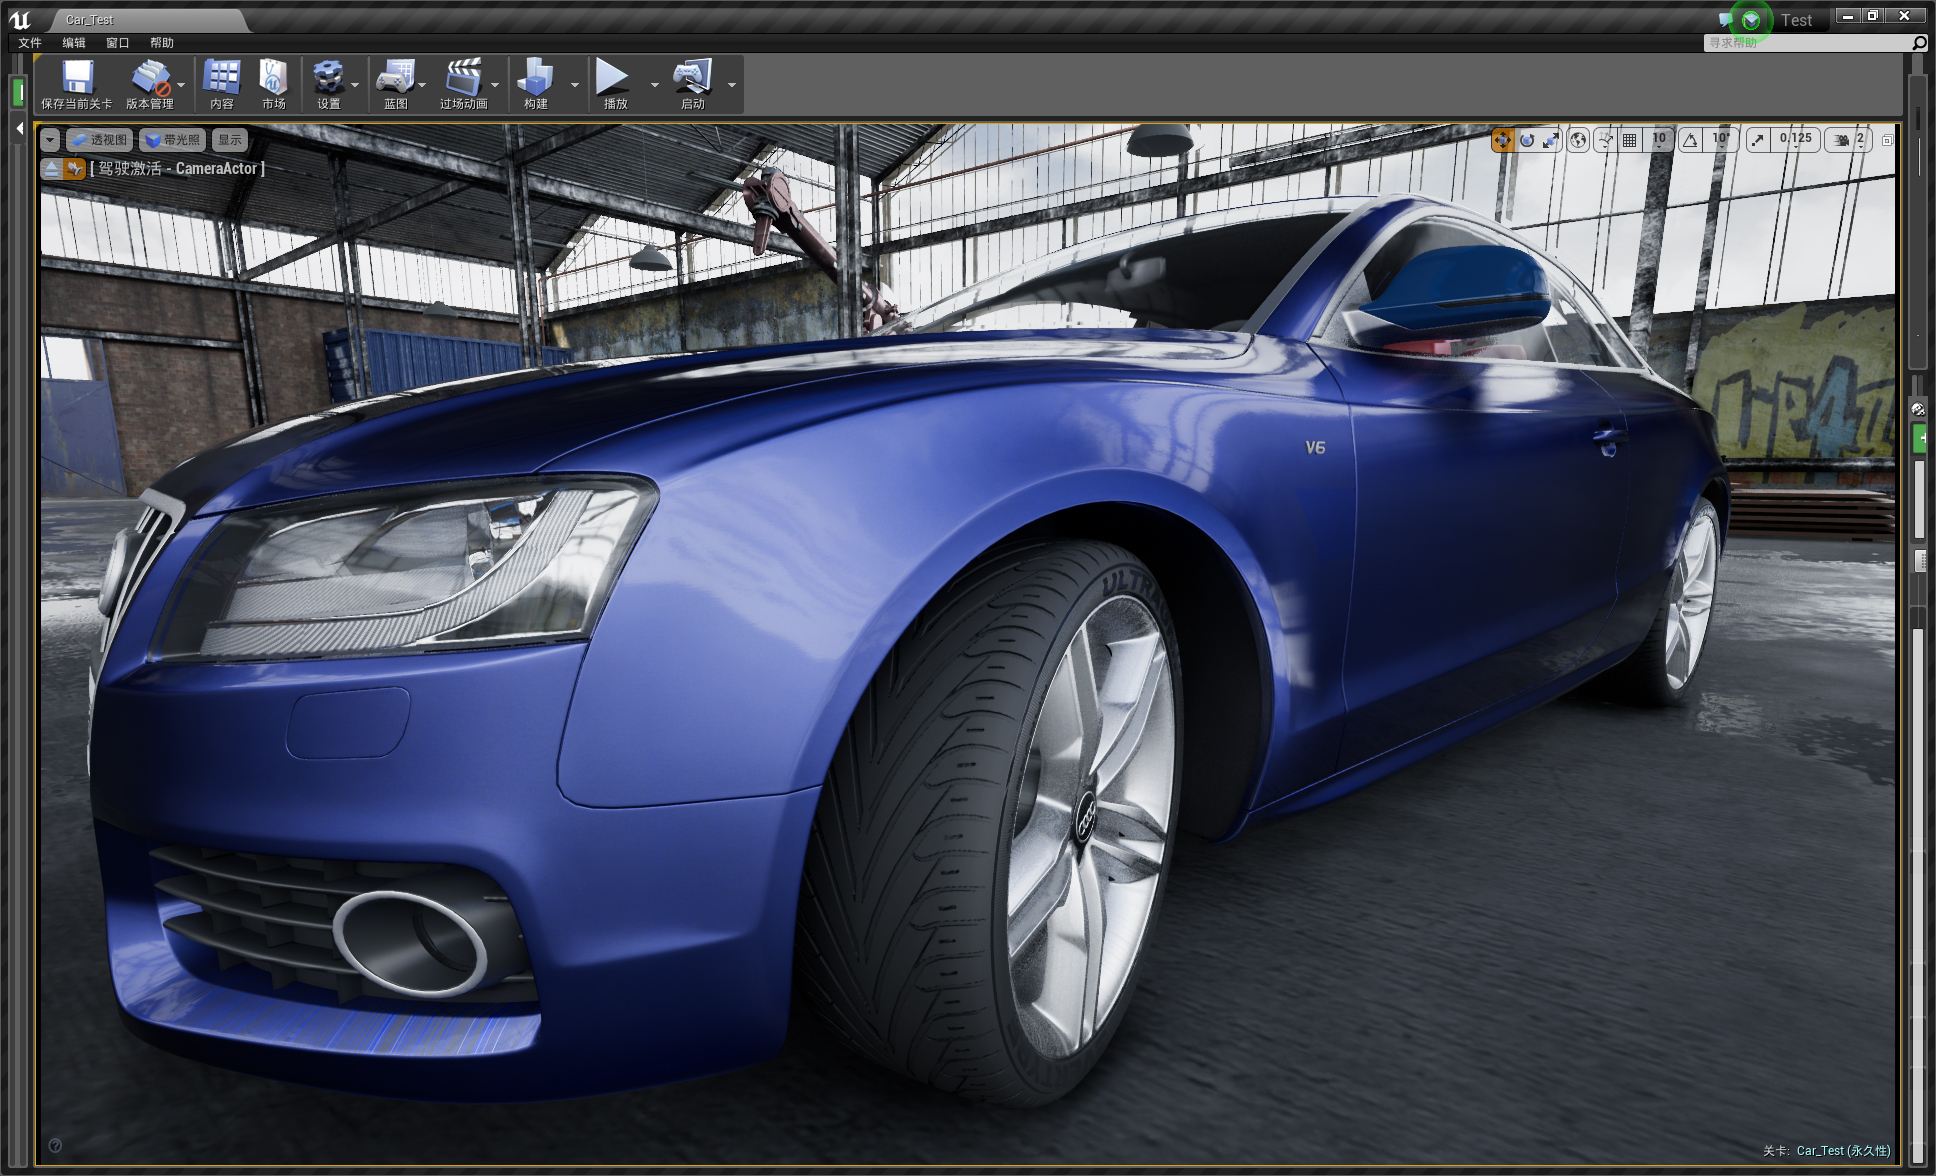 Car_Test
Test
文件 编辑 窗口 帮助
寻求帮助
保存当前关卡 版本管理 内容 市场 设置 蓝图 过场动画 构建 播放 启动
透视图 带光照 显示
10 10° 0.125 2
[ 驾驶激活 - CameraActor ]
V6
ULTRA
关卡: Car_Test (永久性)